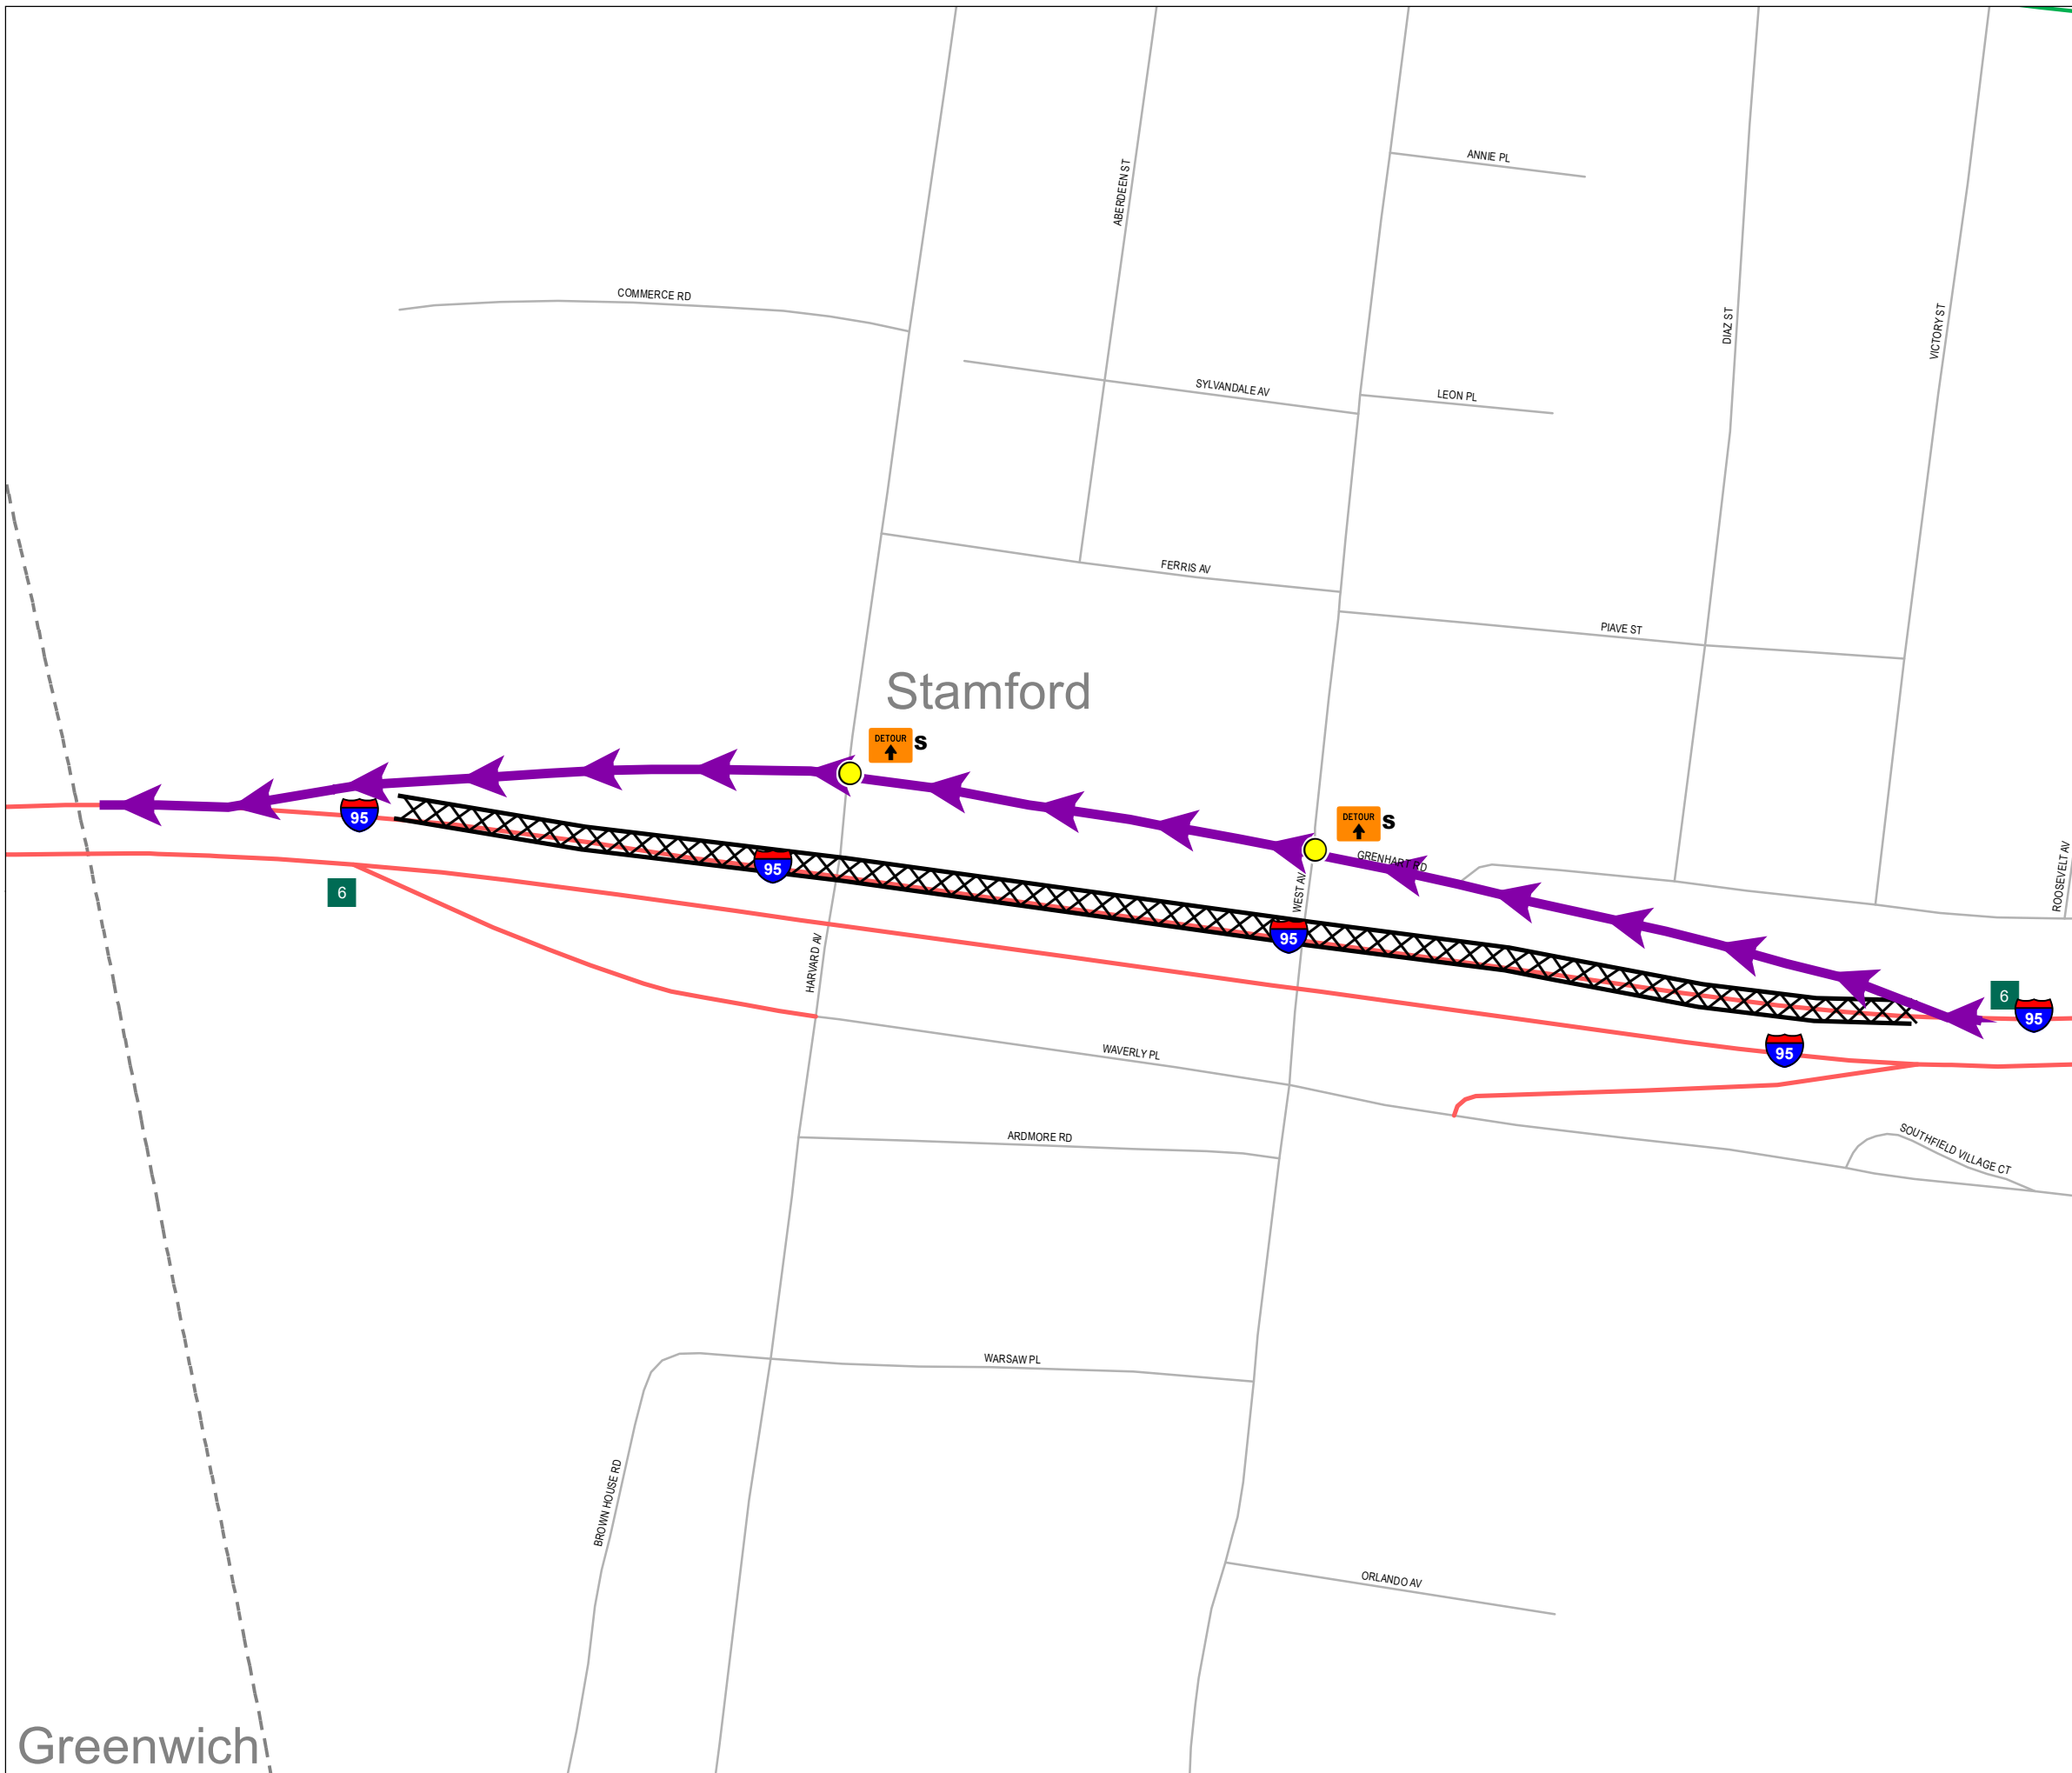 ANNIE PL
ABERDEEN ST
COMMERCE RD
DIAZ ST
VICTORY ST
SYLVANDALE AV
LEON PL
FERRIS AV
PIAVE ST
Stamford
DETOUR
S
DETOUR
S
95
95
GRENHART RD
ROOSEVELT AV
6
WEST AV
95
HARVARD AV
6
95
95
WAVERLY PL
ARDMORE RD
SOUTHFIELD VILLAGE CT
WARSAW PL
BROWN HOUSE RD
ORLANDO AV
Greenwich